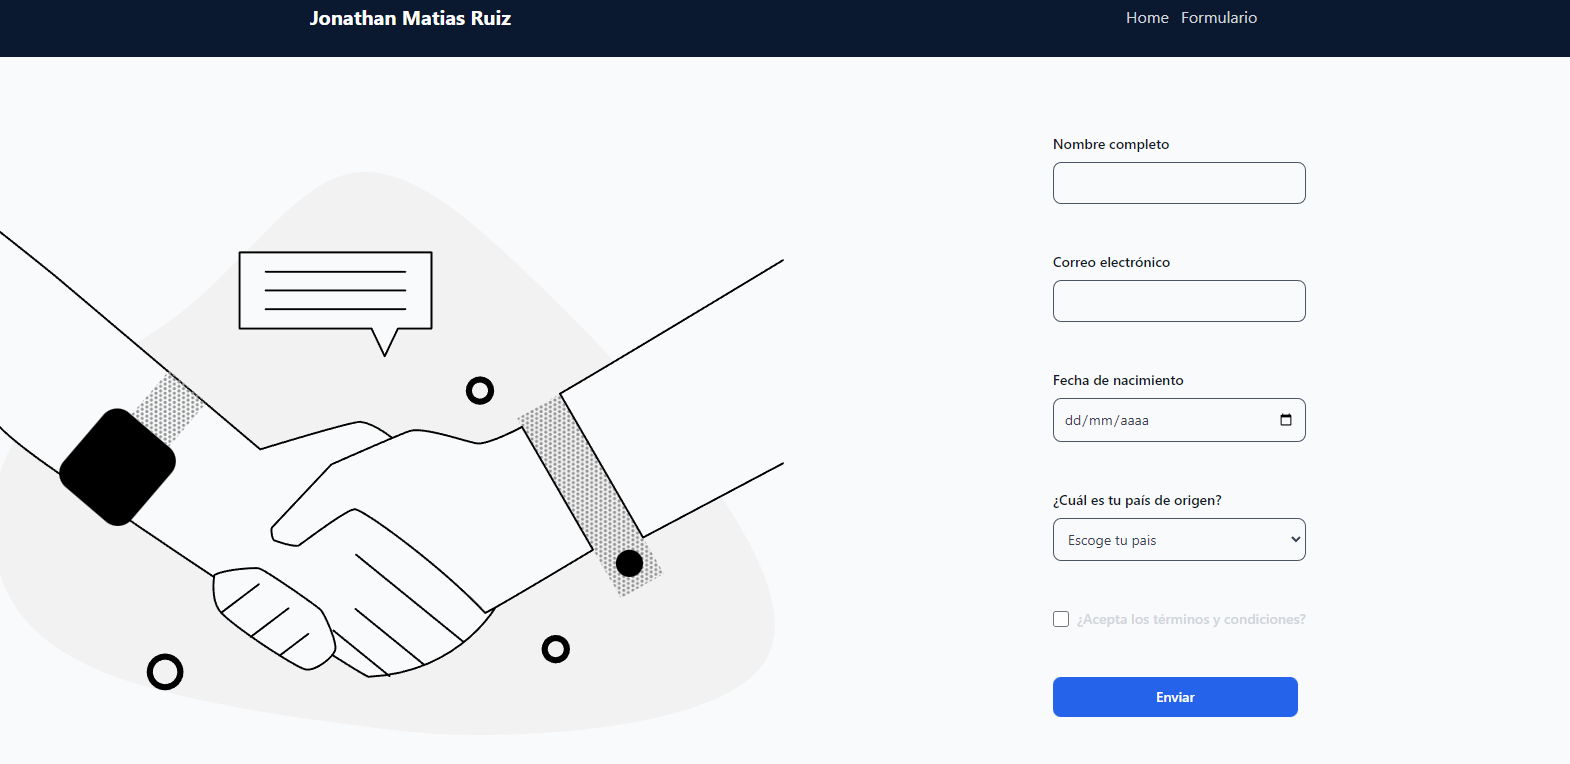 Jonathan Matias Ruiz
Home Formulario
Nombre completo
Correo electrónico
Fecha de nacimiento
dd/mm/aaaa
¿Cuál es tu país de origen?
Escoge tu pais
¿Acepta los términos y condiciones?
Enviar